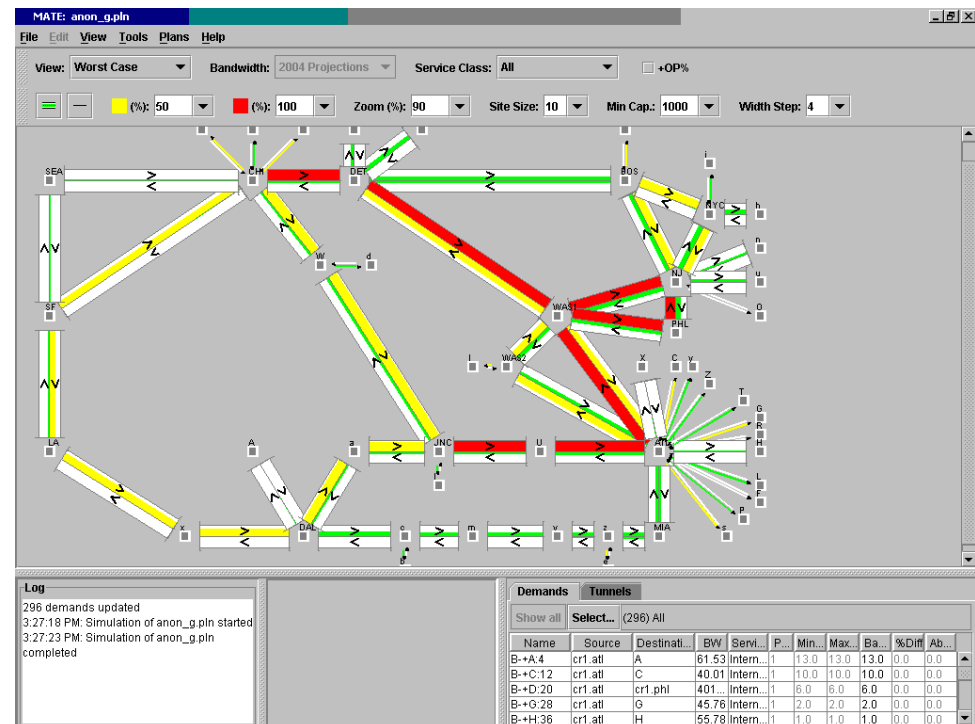 MATE: anon_g.pln
File Edit View Tools Plans Help
View: Worst Case Bandwidth: 2004 Projections Service Class: All +OP%
(%): 50 (%): 100 Zoom (%): 90 Site Size: 10 Min Cap.: 1000 Width Step: 4
SEA CHI DET BOS i
NYC h
W d n
NJ u
SF WAS1 O
PHL
I WAS2 X C y
Z
T
G
R
LA A a JNC U H
L
F
P
x DAL c m v z MIA s
Log
296 demands updated
3:27:18 PM: Simulation of anon_g.pln started
3:27:23 PM: Simulation of anon_g.pln
completed
Demands Tunnels
Show all Select... (296) All
Name Source Destinati... BW Servi... P... Min... Max... Ba... %Diff Ab...
B-+A:4 cr1.atl A 61.53 Intern... 1 13.0 13.0 13.0 0.0 0.0
B-+C:12 cr1.atl C 40.01 Intern... 1 10.0 10.0 10.0 0.0 0.0
B-+D:20 cr1.atl cr1.phl 401... Intern... 1 6.0 6.0 6.0 0.0 0.0
B-+G:28 cr1.atl G 45.76 Intern... 1 2.0 2.0 2.0 0.0 0.0
B-+H:36 cr1.atl H 55.78 Intern... 1 1.0 1.0 1.0 0.0 0.0